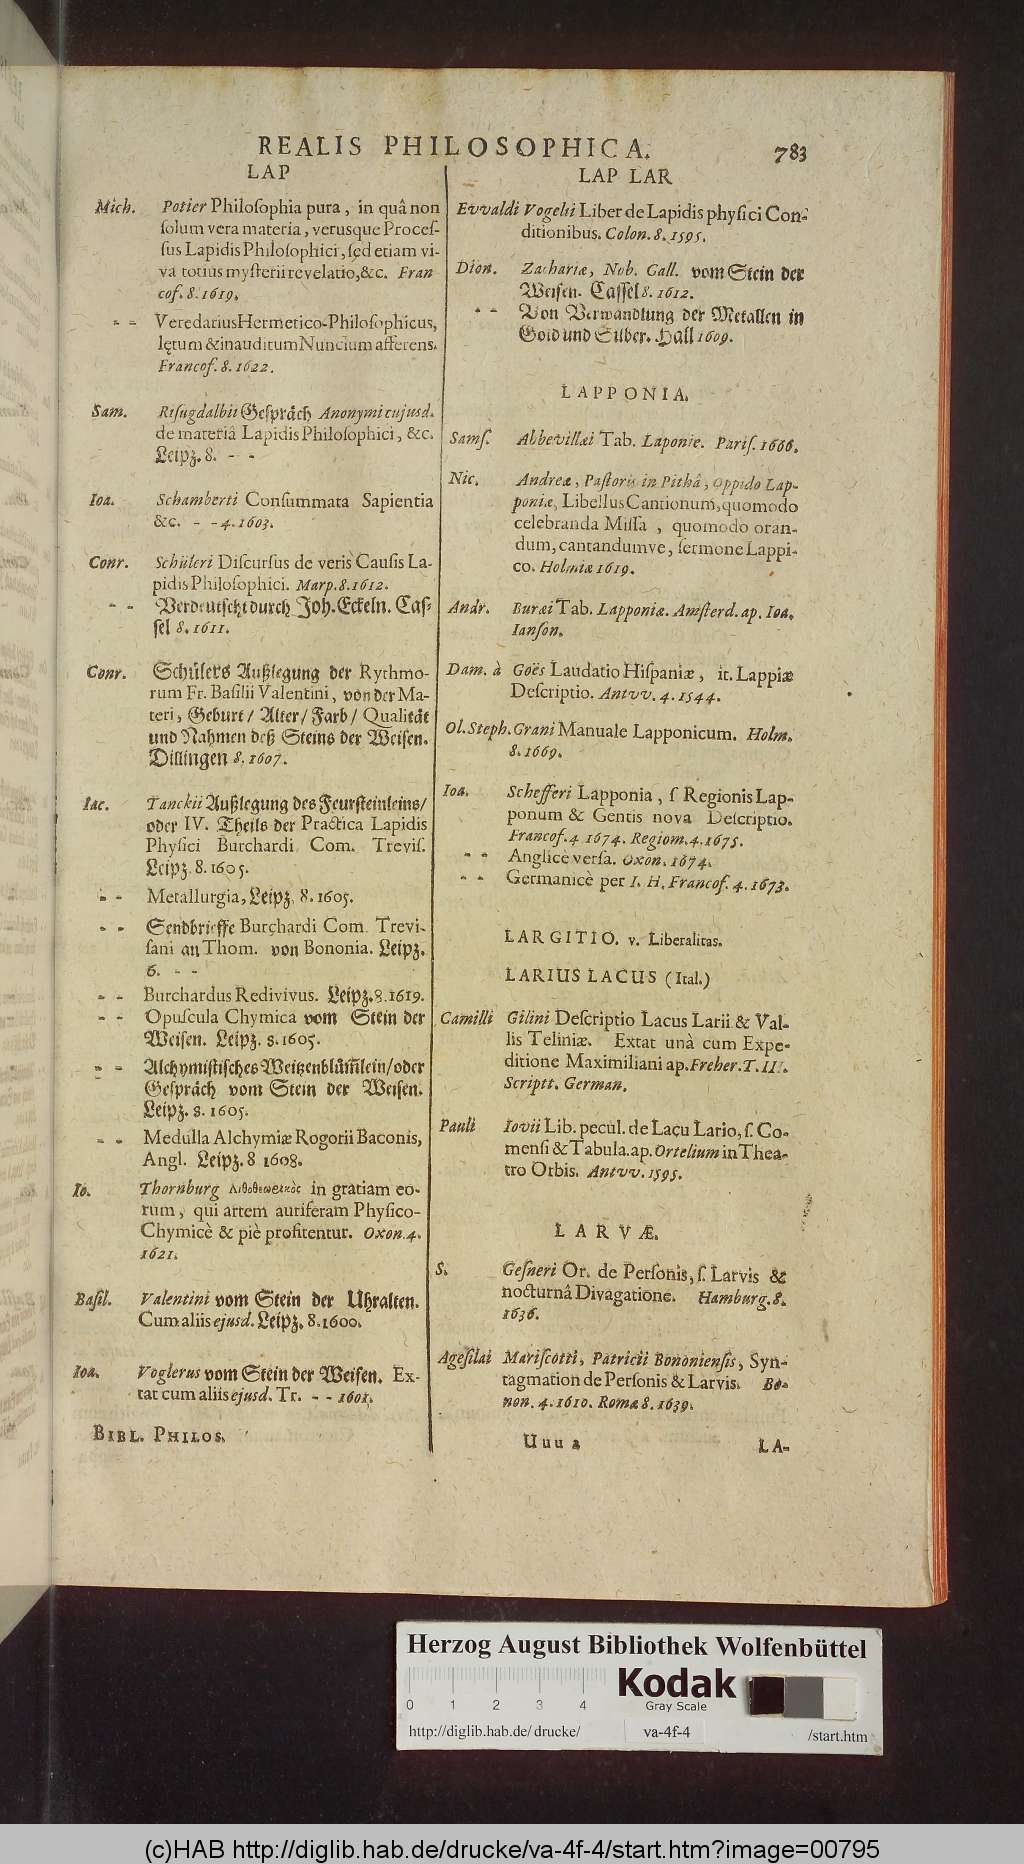 REALIS PHILOSOPHICA.
783
LAP
Mich. Potier Philosophia pura, in quâ non
solum vera materia, verusque Proces-
sus Lapidis Philosophici, sed etiam vi-
va totius mysterii revelatio, &c. Fran
cof. 8. 1619.
- - Veredarius Hermetico-Philosophicus,
lętum & inauditum Nuncium afferens.
Francof. 8. 1622.
Sam. Risugdalbii Gespräch Anonymi cujusd.
de materiâ Lapidis Philosophici, &c.
Leipz. 8. - -
Ioa. Schamberti Consummata Sapientia
&c. - - 4. 1603.
Conr. Schüleri Discursus de veris Causis La-
pidis Philosophici. Marp. 8. 1612.
- - Verdeutscht durch Joh. Eckeln. Cas-
sel 8. 1611.
Conr. Schülers Außlegung der Rythmo-
rum Fr. Basilii Valentini, von der Ma-
teri, Geburt / Alter / Farb / Qualität
und Nahmen deß Steins der Weisen.
Dillingen 8. 1607.
Iac. Tanckii Außlegung des Feursteinleins /
oder IV. Theils der Practica Lapidis
Physici Burchardi Com. Trevis.
Leipz. 8. 1605.
- - Metallurgia, Leipz. 8. 1605.
- - Sendbrieffe Burchardi Com. Trevi-
sani an Thom. von Bononia. Leipz.
6. - -
- - Burchardus Redivivus. Leipz. 8. 1619.
- - Opuscula Chymica vom Stein der
Weisen. Leipz. 8. 1605.
- - Alchymistisches Weitzenblům̃lein / oder
Gespräch vom Stein der Weisen.
Leipz. 8. 1605.
- - Medulla Alchymiæ Rogorii Baconis,
Angl. Leipz. 8 1608.
Io. Thornburg in gratiam eo-
rum, qui artem auriferam Physico-
Chymicè & piè profitentur. Oxon. 4.
1621.
Basil. Valentini vom Stein der Uhralten.
Cum aliis ejusd. Leipz. 8. 1600.
Ioa. Voglerus vom Stein der Weisen. Ex-
tat cum aliis ejusd. Tr. - - 1601.
BIBL. PHILOS.
LAP LAR
Evvaldi Vogelii Liber de Lapidis physici Con-
ditionibus. Colon. 8. 1595.
Dion. Zachariæ, Nob. Gall. vom Stein der
Weisen. Cassel 8. 1612.
- - Von Verwandlung der Metallen in
Gold und Silber. Hall 1609.
LAPPONIA.
Sams. Abbevillæi Tab. Laponie. Paris. 1666.
Nic. Andreæ, Pastoris in Pithâ, Oppido Lap-
poniæ, Libellus Cantionum, quomodo
celebranda Missa, quomodo oran-
dum, cantandumve, sermone Lappi-
co. Holmiæ 1619.
Andr. Buræi Tab. Lapponiæ. Amsterd. ap. Ioa.
Ianson.
Dam. à Goës Laudatio Hispaniæ, it. Lappiæ
Descriptio. Antvv. 4. 1544.
Ol. Steph. Grani Manuale Lapponicum. Holm.
8. 1669.
Ioa. Schefferi Lapponia, s Regionis Lap-
ponum & Gentis nova Descriptio.
Francof. 4 1674. Regiom. 4. 1675.
- - Anglicè versa. Oxon. 1674.
- - Germanicè per I. H. Francof. 4. 1673.
LARGITIO. v. Liberalitas.
LARIUS LACUS (Ital.)
Camilli Gilini Descriptio Lacus Larii & Val-
lis Teliniæ. Extat unà cum Expe-
ditione Maximiliani ap. Freher. T. II.
Scriptt. German.
Pauli Iovii Lib. pecul. de Lacu Lario, s. Co-
mensi & Tabula. ap. Ortelium in Thea-
tro Orbis. Antvv. 1595.
LARVÆ.
S. Gesneri Or. de Personis, s. Larvis &
nocturnâ Divagatione. Hamburg. 8.
1636.
Agesilai Mariscotti, Patricii Bononiensis, Syn-
tagmation de Personis & Larvis. Bo-
non. 4. 1610. Romæ 8. 1639.
Uuu 2
LA-
Herzog August Bibliothek Wolfenbüttel
0 1 2 3 4
Kodak
Gray Scale
http://diglib.hab.de/drucke/
va-4f-4
/start.htm
(c)HAB http://diglib.hab.de/drucke/va-4f-4/start.htm?image=00795